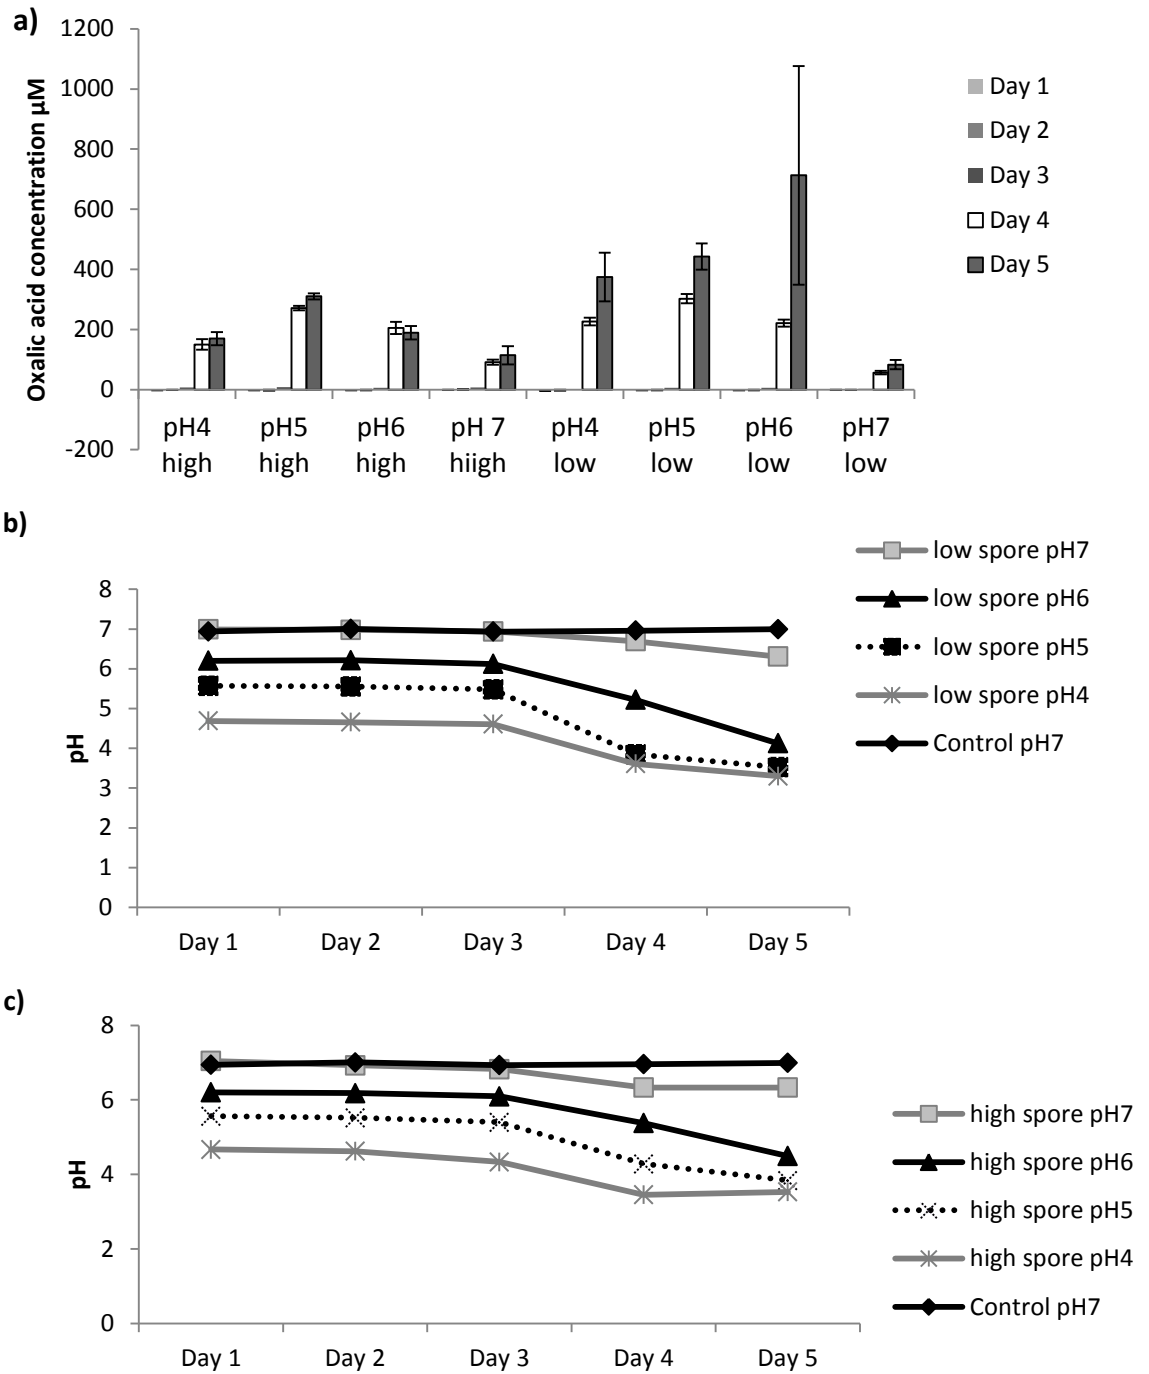 a)
Oxalic acid concentration µM
1200
1000
800
600
400
200
0
-200
pH4 pH5 pH6 pH 7 pH4 pH5 pH6 pH7
high high high hiigh low low low low
Day 1
Day 2
Day 3
Day 4
Day 5
b)
pH
8
7
6
5
4
3
2
1
0
Day 1 Day 2 Day 3 Day 4 Day 5
low spore pH7
low spore pH6
low spore pH5
low spore pH4
Control pH7
c)
pH
8
6
4
2
0
Day 1 Day 2 Day 3 Day 4 Day 5
high spore pH7
high spore pH6
high spore pH5
high spore pH4
Control pH7